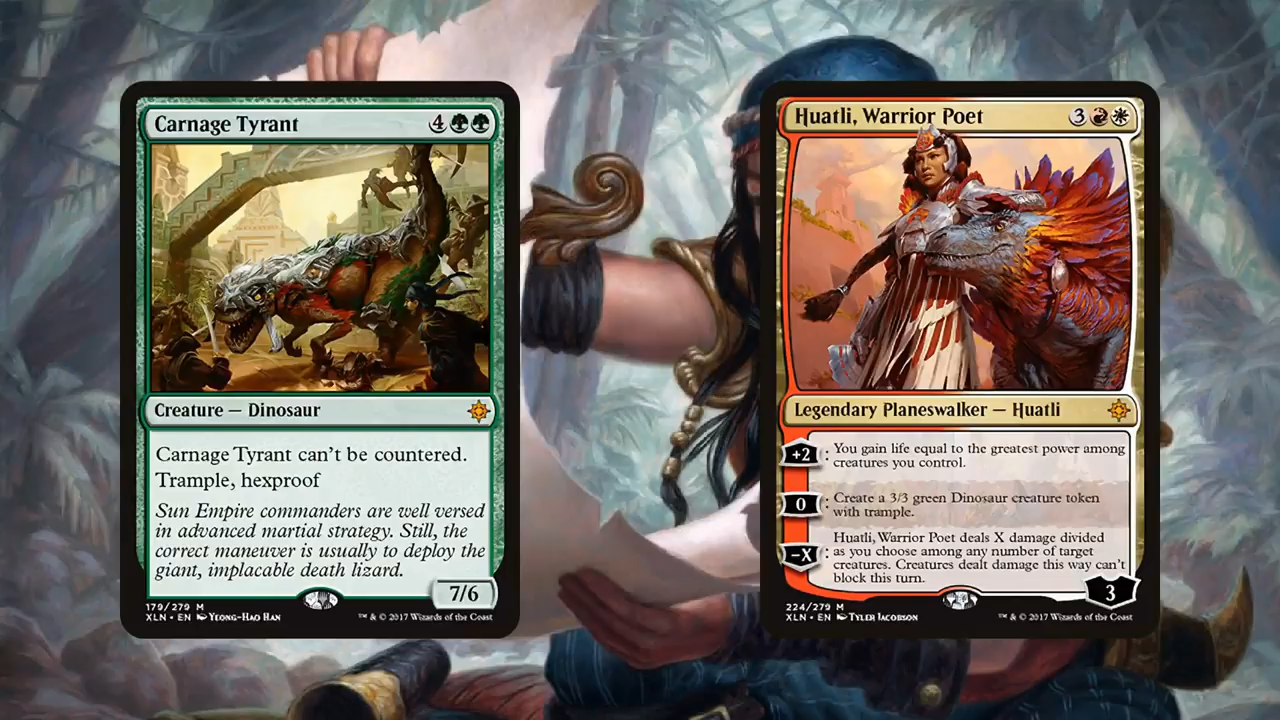 Carnage Tyrant 4
Creature — Dinosaur
Carnage Tyrant can't be countered.
Trample, hexproof
Sun Empire commanders are well versed
in advanced martial strategy. Still, the
correct maneuver is usually to deploy the
giant, implacable death lizard.
7/6
179/279 M
XLN • EN Yeong-Hao Han
™ & © 2017 Wizards of the Coast
Huatli, Warrior Poet 3
Legendary Planeswalker — Huatli
+2 : You gain life equal to the greatest power among
creatures you control.
0 : Create a 3/3 green Dinosaur creature token
with trample.
Huatli, Warrior Poet deals X damage divided
-X : as you choose among any number of target
creatures. Creatures dealt damage this way can't
block this turn.
3
224/279 M
XLN • EN Tyler Jacobson
™ & © 2017 Wizards of the Coast